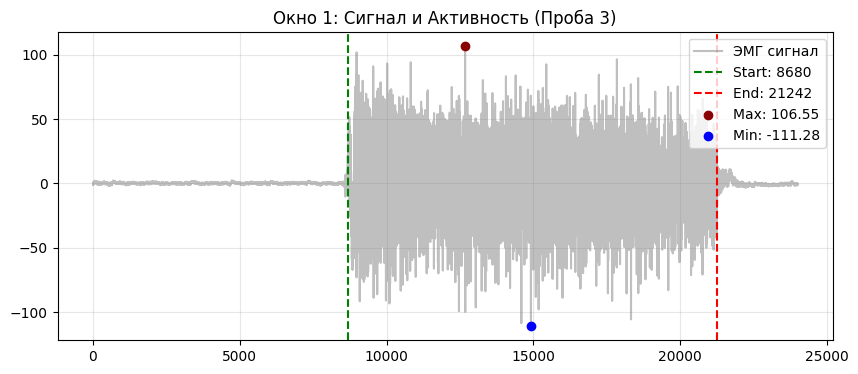 Окно 1: Сигнал и Активность (Проба 3)
100
50
0
−50
−100
0
5000
10000
15000
20000
25000
ЭМГ сигнал
Start: 8680
End: 21242
Max: 106.55
Min: -111.28